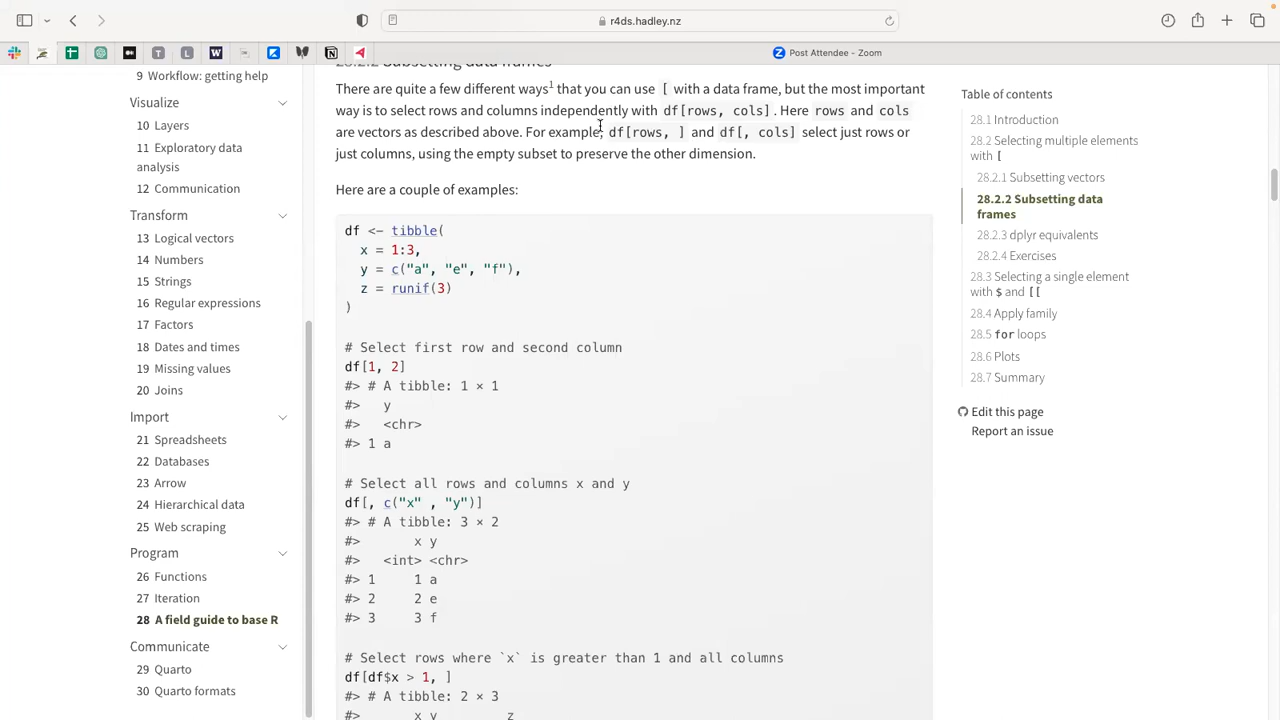 r4ds.hadley.nz
Post Attendee - Zoom
9 Workflow: getting help
Visualize
10 Layers
11 Exploratory data
analysis
12 Communication
Transform
13 Logical vectors
14 Numbers
15 Strings
16 Regular expressions
17 Factors
18 Dates and times
19 Missing values
20 Joins
Import
21 Spreadsheets
22 Databases
23 Arrow
24 Hierarchical data
25 Web scraping
Program
26 Functions
27 Iteration
28 A field guide to base R
Communicate
29 Quarto
30 Quarto formats
28.2.2 Subsetting data frames
There are quite a few different ways¹ that you can use [ with a data frame, but the most important
way is to select rows and columns independently with df[rows, cols]. Here rows and cols
are vectors as described above. For example, df[rows, ] and df[, cols] select just rows or
just columns, using the empty subset to preserve the other dimension.
Here are a couple of examples:
df <- tibble(
  x = 1:3,
  y = c("a", "e", "f"),
  z = runif(3)
)
# Select first row and second column
df[1, 2]
#> # A tibble: 1 × 1
#>   y
#>   <chr>
#> 1 a
# Select all rows and columns x and y
df[, c("x" , "y")]
#> # A tibble: 3 × 2
#>       x y
#>   <int> <chr>
#> 1     1 a
#> 2     2 e
#> 3     3 f
# Select rows where `x` is greater than 1 and all columns
df[df$x > 1, ]
#> # A tibble: 2 × 3
#>       x y         z
Table of contents
28.1 Introduction
28.2 Selecting multiple elements
with [
28.2.1 Subsetting vectors
28.2.2 Subsetting data
frames
28.2.3 dplyr equivalents
28.2.4 Exercises
28.3 Selecting a single element
with $ and [[
28.4 Apply family
28.5 for loops
28.6 Plots
28.7 Summary
Edit this page
Report an issue